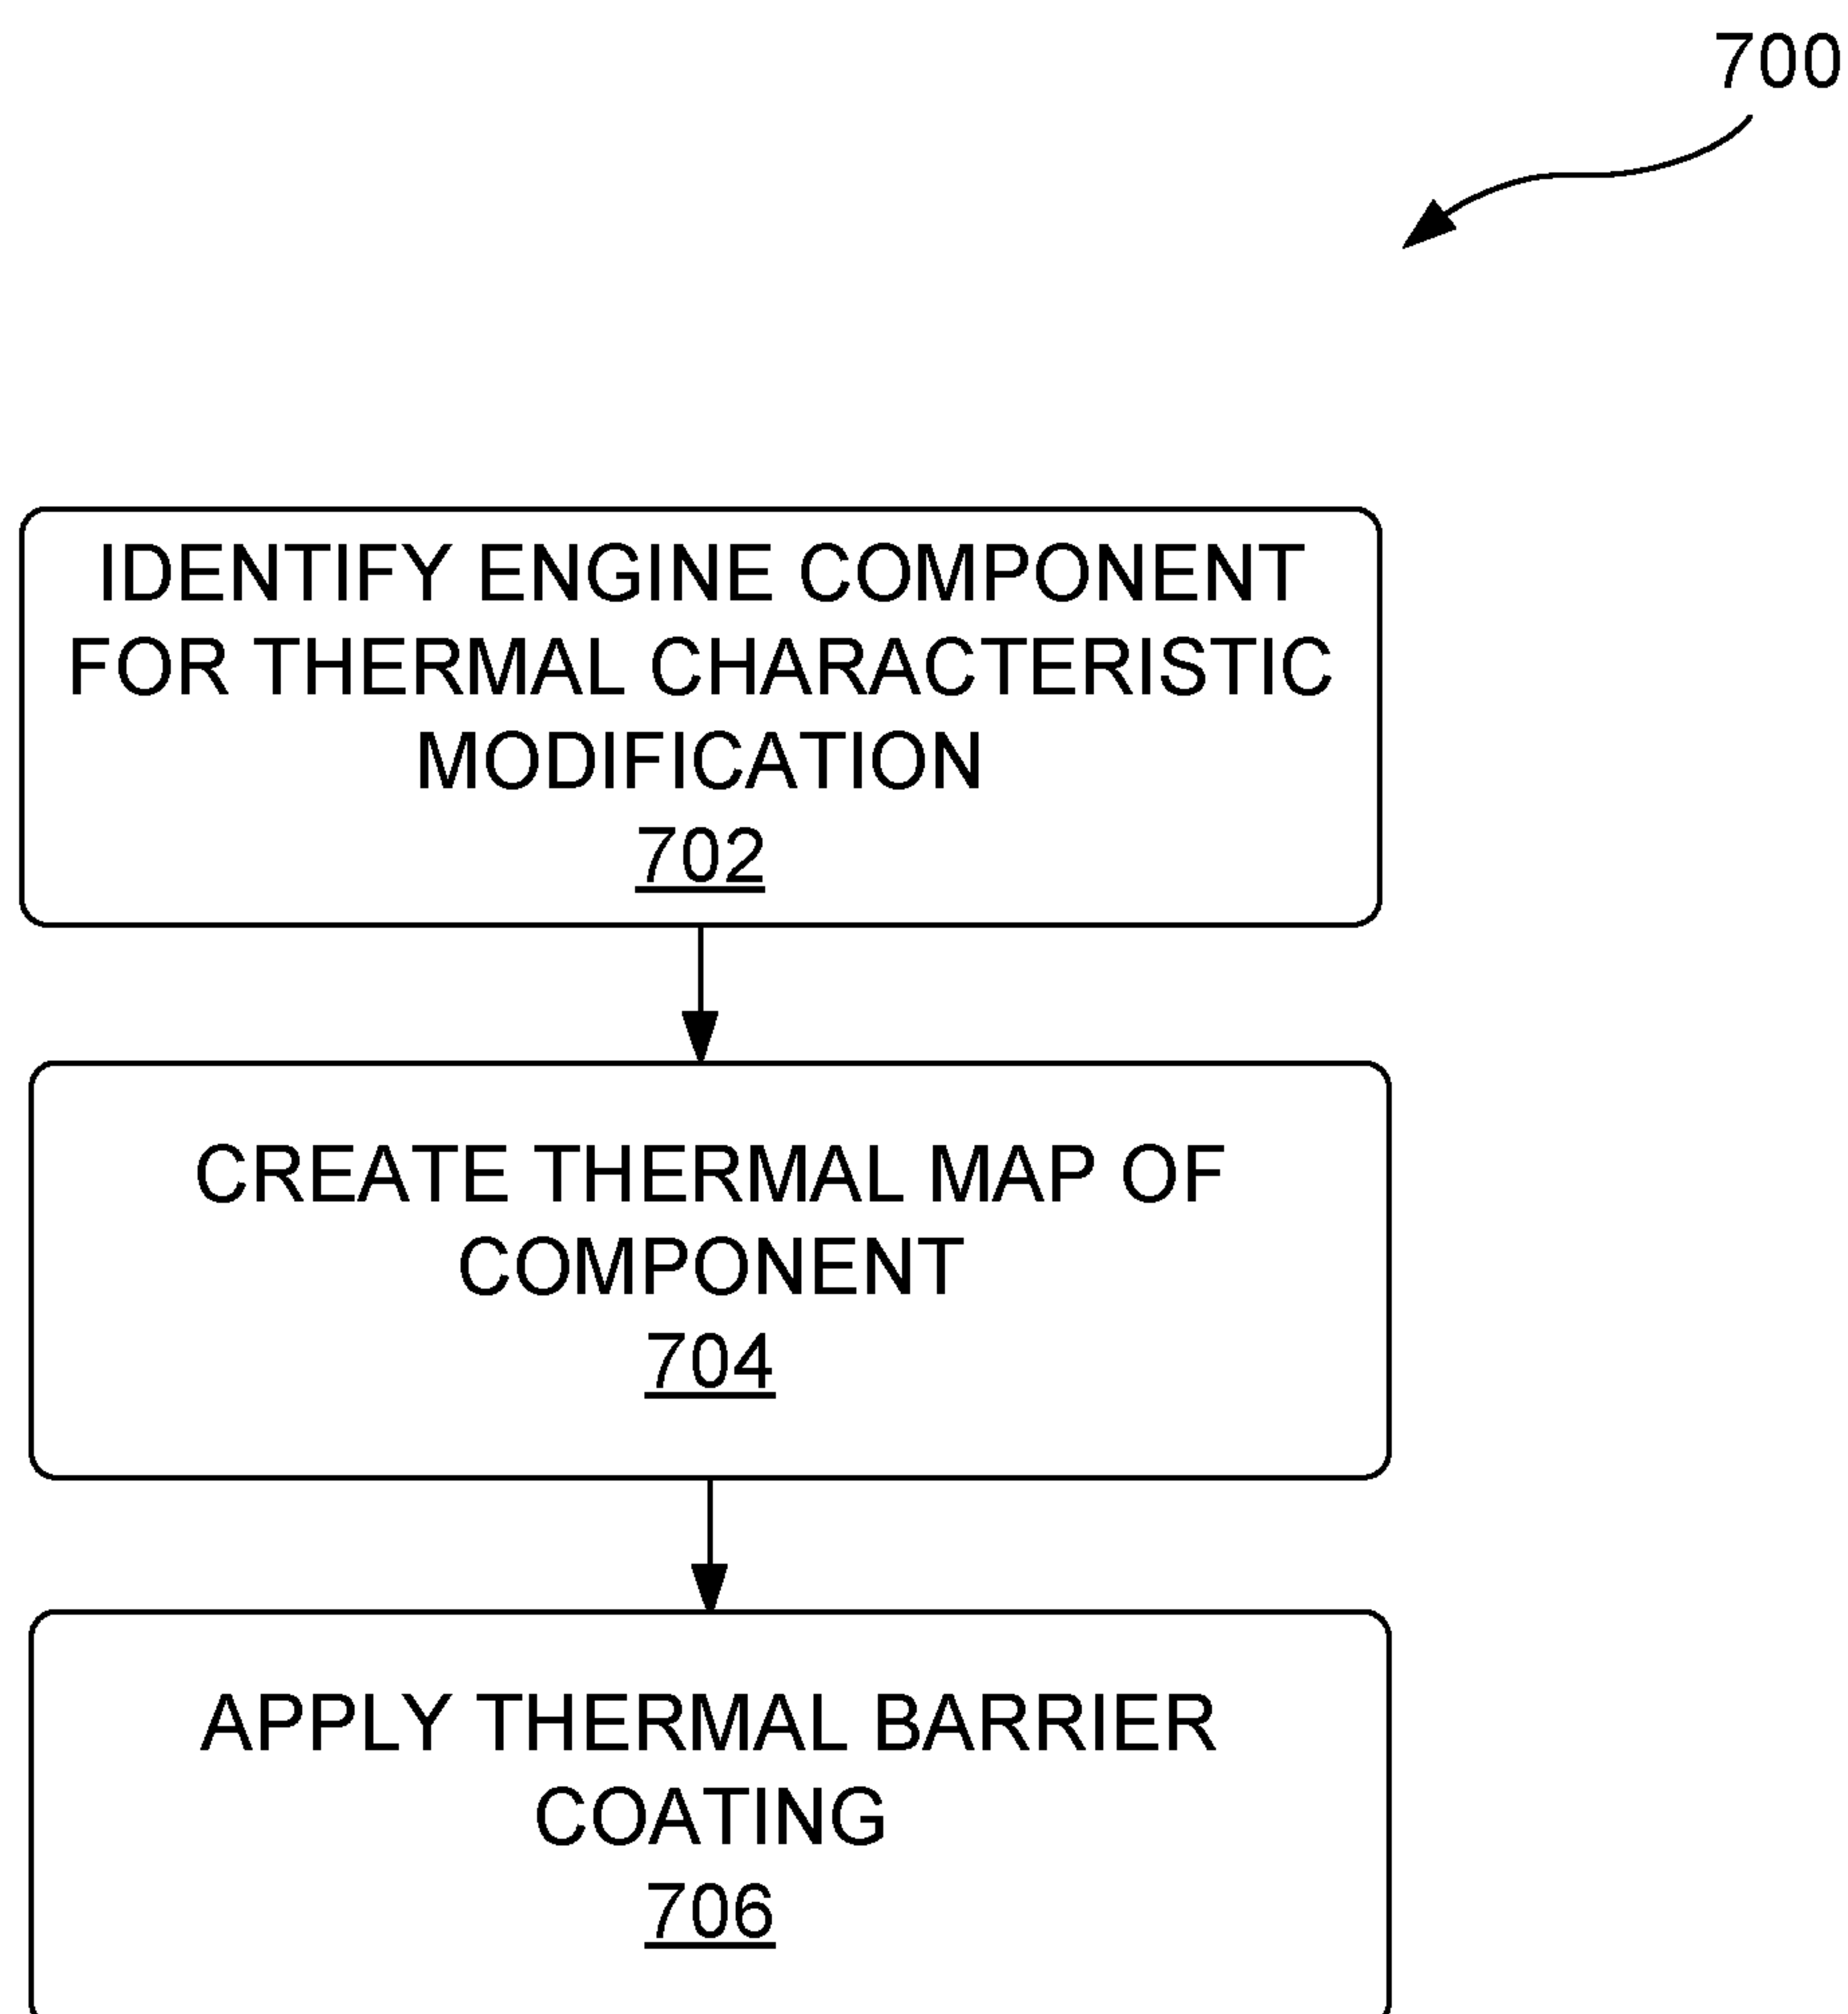 700
IDENTIFY ENGINE COMPONENT
FOR THERMAL CHARACTERISTIC
MODIFICATION
702
CREATE THERMAL MAP OF
COMPONENT
704
APPLY THERMAL BARRIER
COATING
706